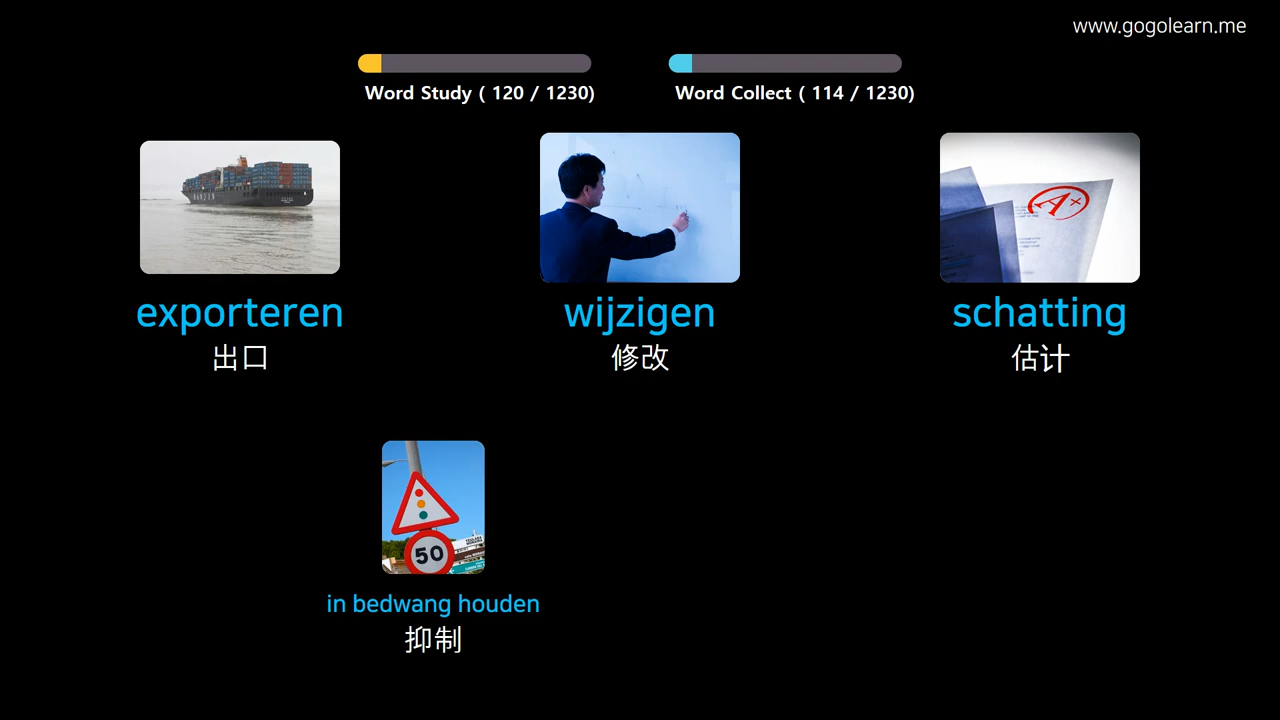 www.gogolearn.me
Word Study ( 120 / 1230)
Word Collect ( 114 / 1230)
A+
exporteren
wijzigen
schatting
出口
修改
估计
50
in bedwang houden
抑制